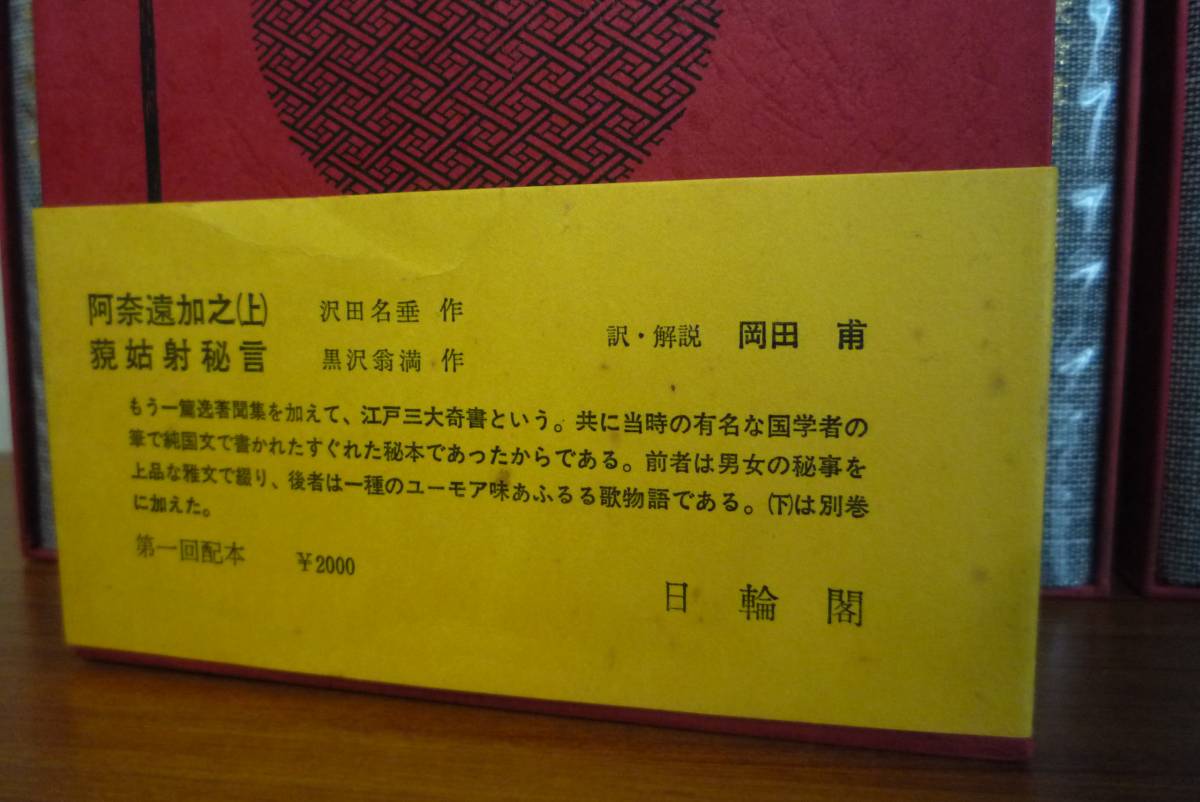 阿奈遠加之(上) 沢田名垂 作
藐姑射秘言 黒沢翁満 作
訳・解説 岡田 甫
もう一篇逸著聞集を加えて、江戸三大奇書という。共に当時の有名な国学者の
筆で純国文で書かれたすぐれた秘本であったからである。前者は男女の秘事を
上品な雅文で綴り、後者は一種のユーモア味あふるる歌物語である。(下)は別巻
に加えた。
第一回配本 ¥2000
日輪閣